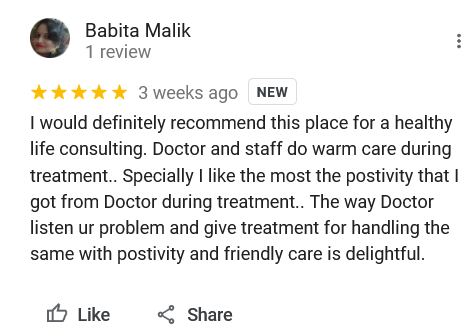 Babita Malik
1 review
3 weeks ago NEW
I would definitely recommend this place for a healthy
life consulting. Doctor and staff do warm care during
treatment.. Specially I like the most the postivity that I
got from Doctor during treatment.. The way Doctor
listen ur problem and give treatment for handling the
same with postivity and friendly care is delightful.
Like Share